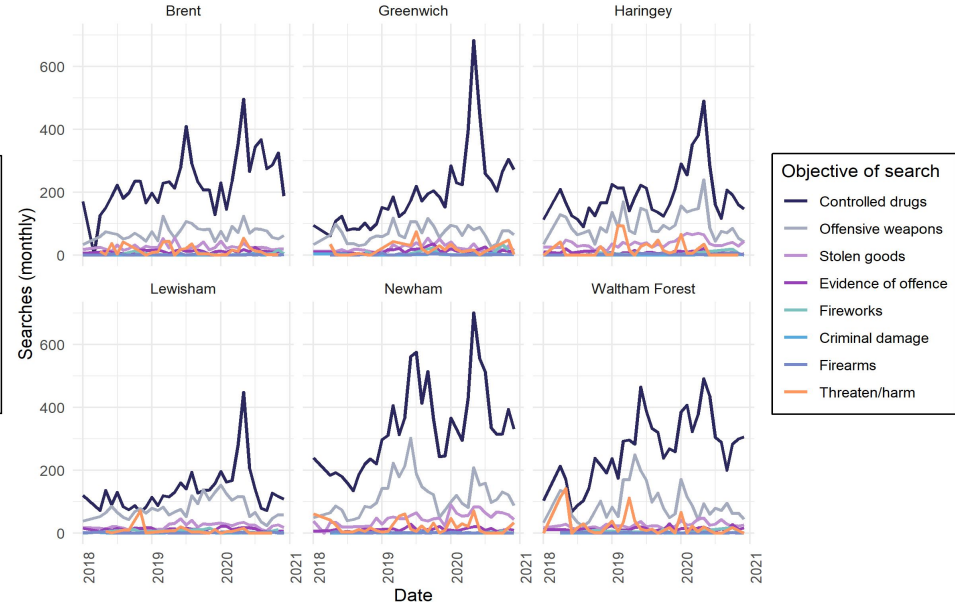 Brent
Greenwich
Haringey
600
400
200
0
Lewisham
Newham
Waltham Forest
600
400
200
0
2018
2019
2020
2021
2018
2019
2020
2021
2018
2019
2020
2021
Searches (monthly)
Date
Objective of search
Controlled drugs
Offensive weapons
Stolen goods
Evidence of offence
Fireworks
Criminal damage
Firearms
Threaten/harm